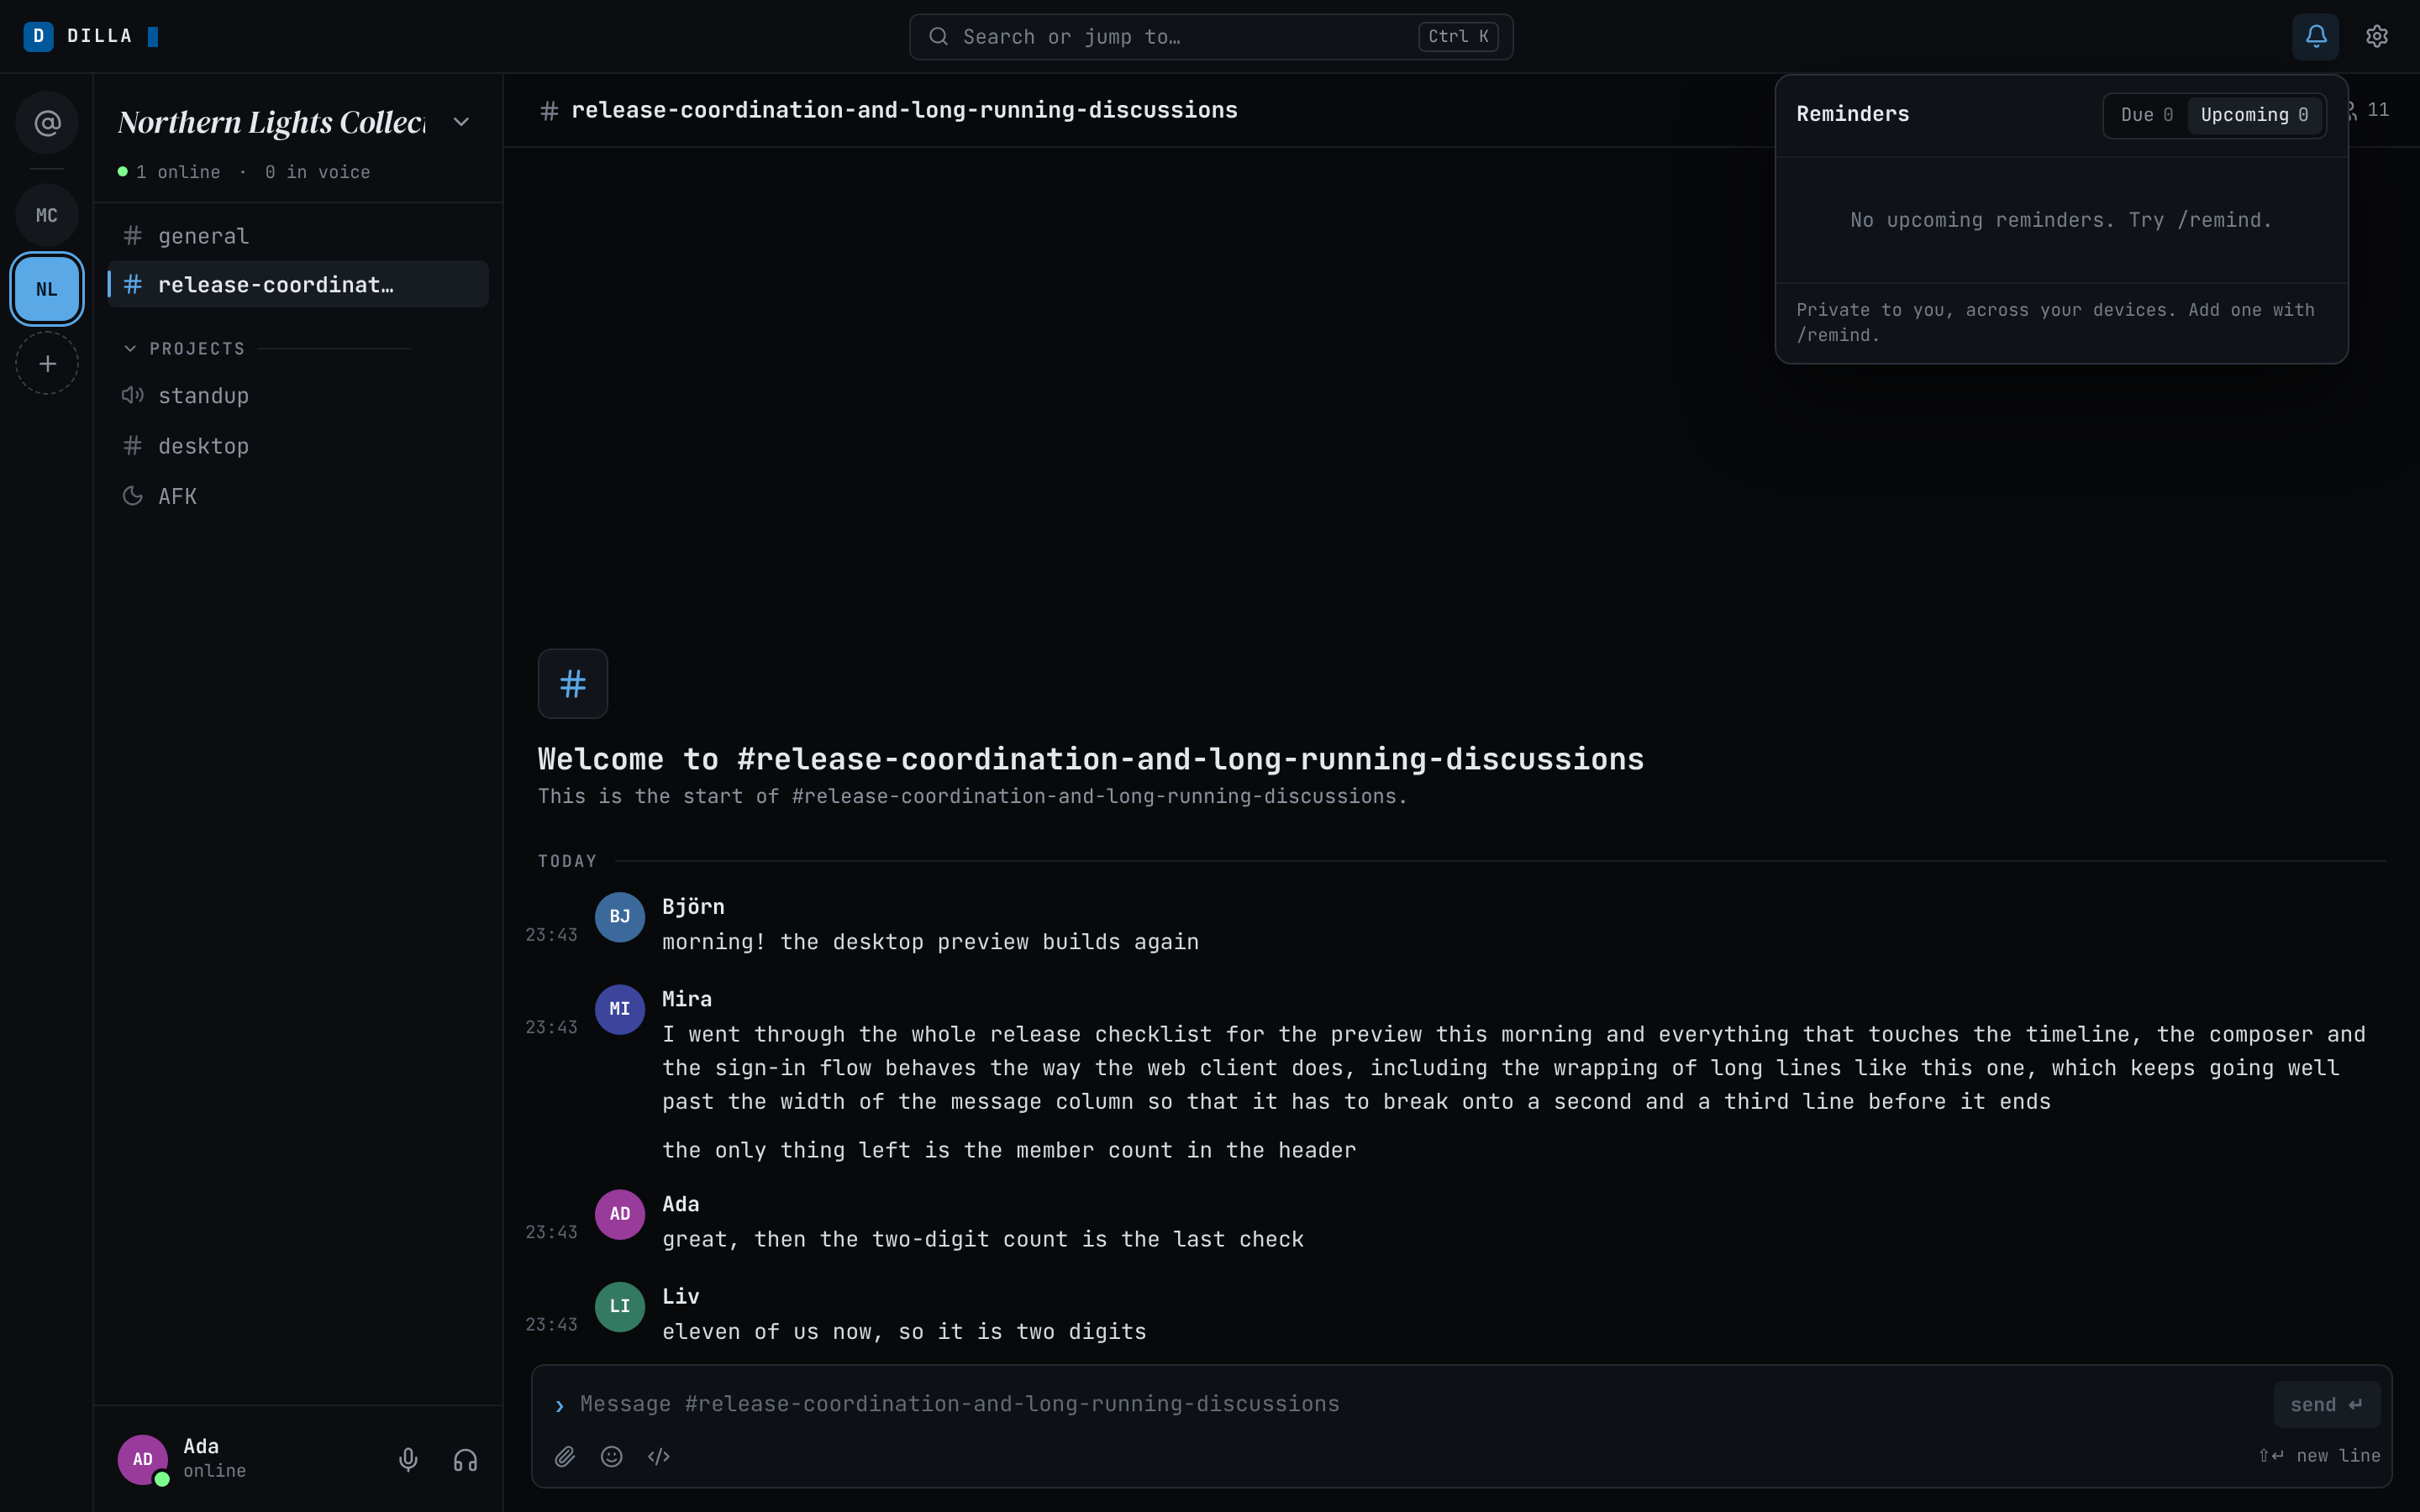 D DILLA
Search or jump to… Ctrl K
Northern Lights Collec
1 online · 0 in voice
MC
NL
general
release-coordinat…
PROJECTS
standup
desktop
AFK
release-coordination-and-long-running-discussions
11
Reminders
Due 0 Upcoming 0
No upcoming reminders. Try /remind.
Private to you, across your devices. Add one with
/remind.
Welcome to #release-coordination-and-long-running-discussions
This is the start of #release-coordination-and-long-running-discussions.
TODAY
BJ Björn
23:43 morning! the desktop preview builds again
MI Mira
23:43 I went through the whole release checklist for the preview this morning and everything that touches the timeline, the composer and
the sign-in flow behaves the way the web client does, including the wrapping of long lines like this one, which keeps going well
past the width of the message column so that it has to break onto a second and a third line before it ends
the only thing left is the member count in the header
AD Ada
23:43 great, then the two-digit count is the last check
LI Liv
23:43 eleven of us now, so it is two digits
› Message #release-coordination-and-long-running-discussions
send ↵
⇧↵ new line
AD Ada
online